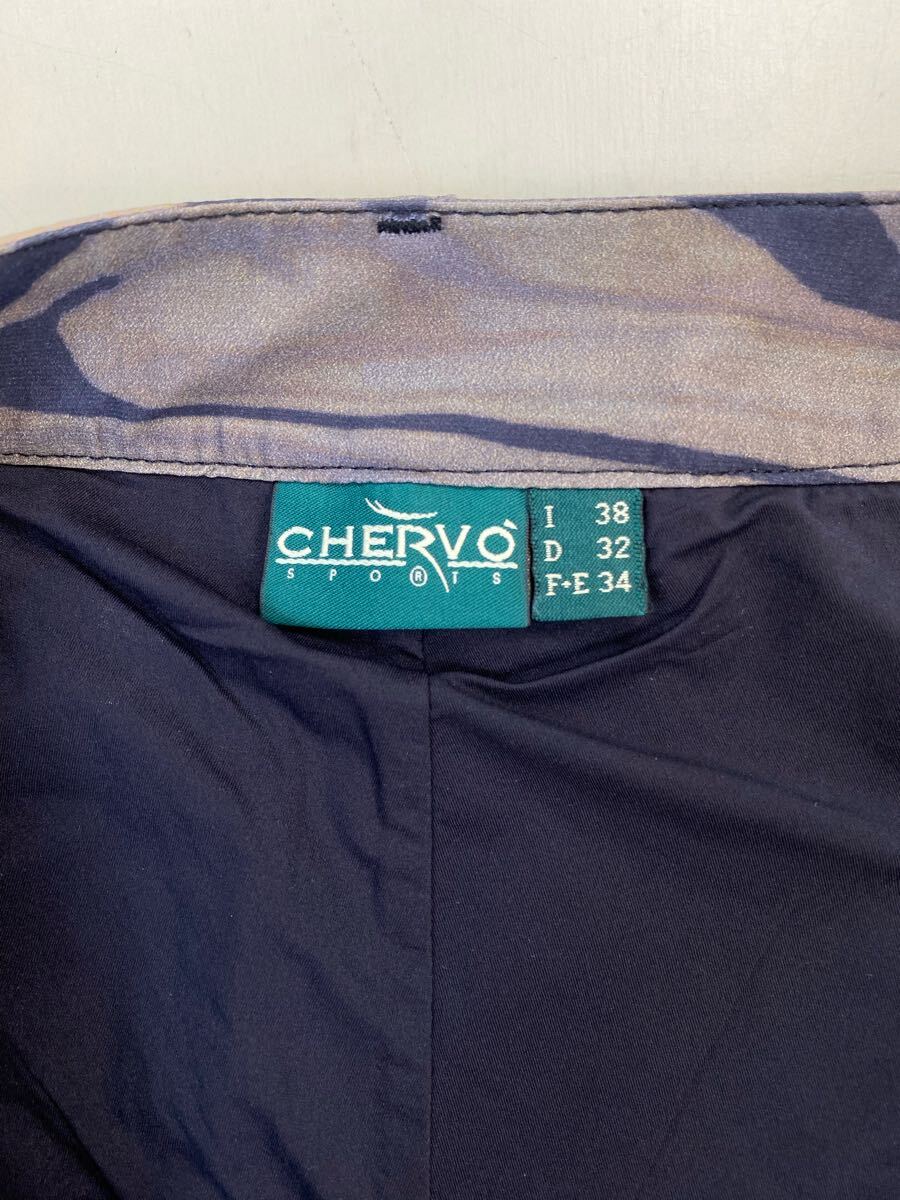 CHERVÒ
SPORTS
®
I 38
D 32
F+E 34